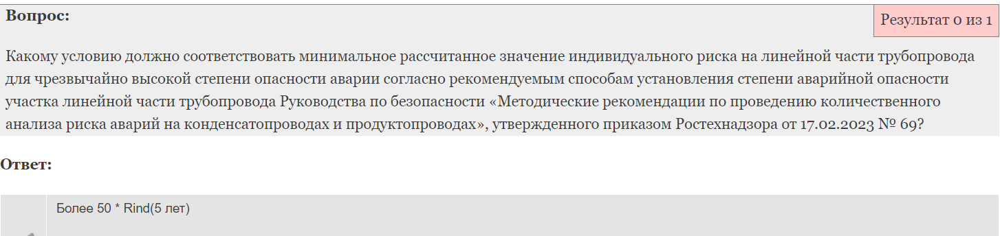 Вопрос:
Результат 0 из 1
Какому условию должно соответствовать минимальное рассчитанное значение индивидуального риска на линейной части трубопровода
для чрезвычайно высокой степени опасности аварии согласно рекомендуемым способам установления степени аварийной опасности
участка линейной части трубопровода Руководства по безопасности «Методические рекомендации по проведению количественного
анализа риска аварий на конденсатопроводах и продуктопроводах», утвержденного приказом Ростехнадзора от 17.02.2023 № 69?
Ответ:
Более 50 * Rind(5 лет)